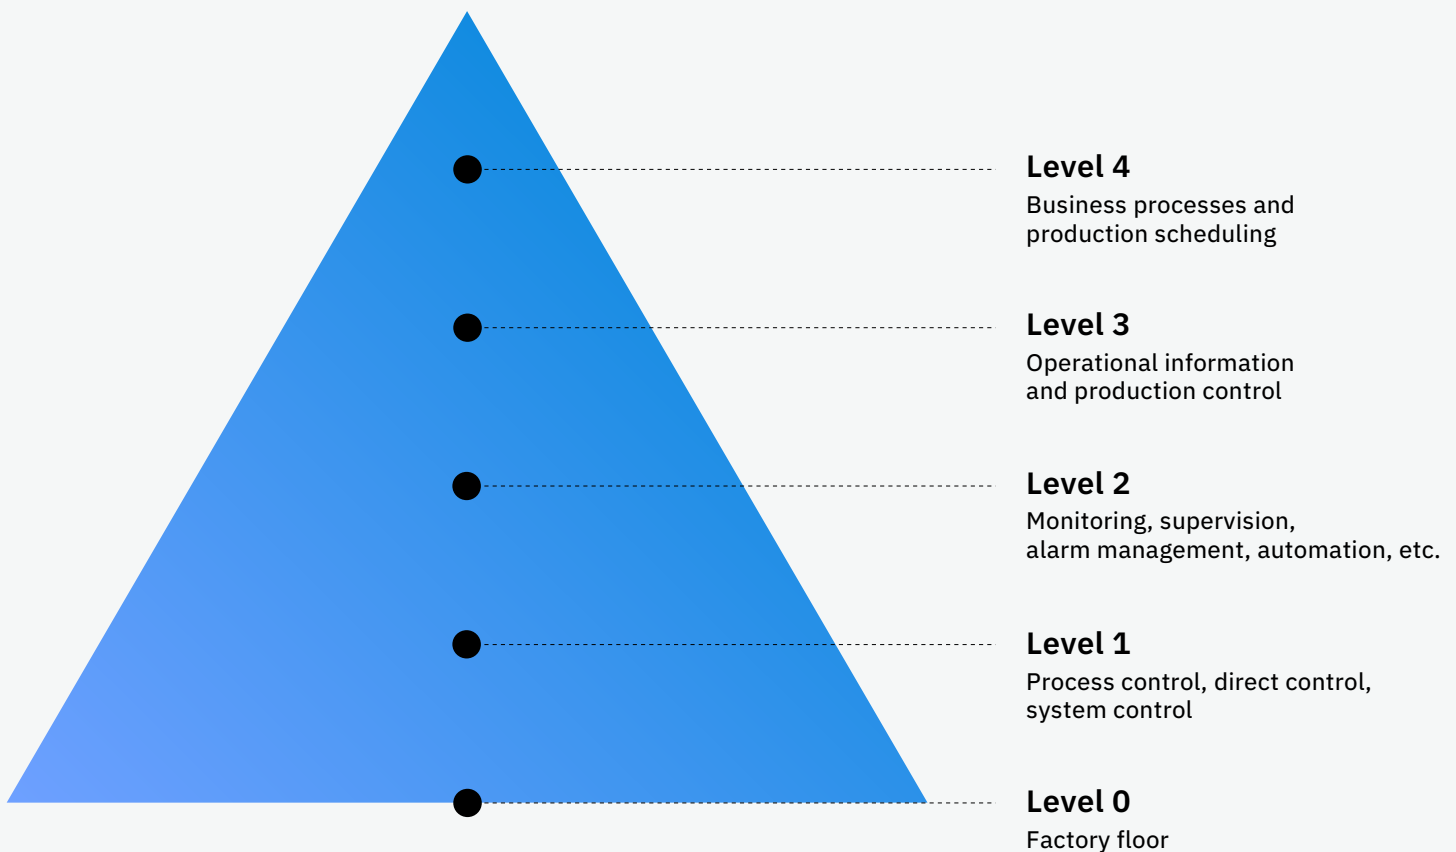 Level 4
Business processes and
production scheduling
Level 3
Operational information
and production control
Level 2
Monitoring, supervision,
alarm management, automation, etc.
Level 1
Process control, direct control,
system control
Level 0
Factory floor